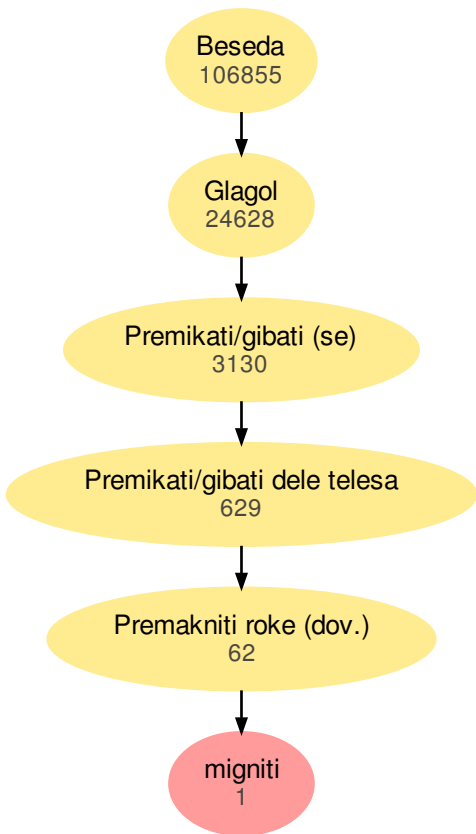 Beseda
106855
Glagol
24628
Premikati/gibati (se)
3130
Premikati/gibati dele telesa
629
Premakniti roke (dov.)
62
migniti
1